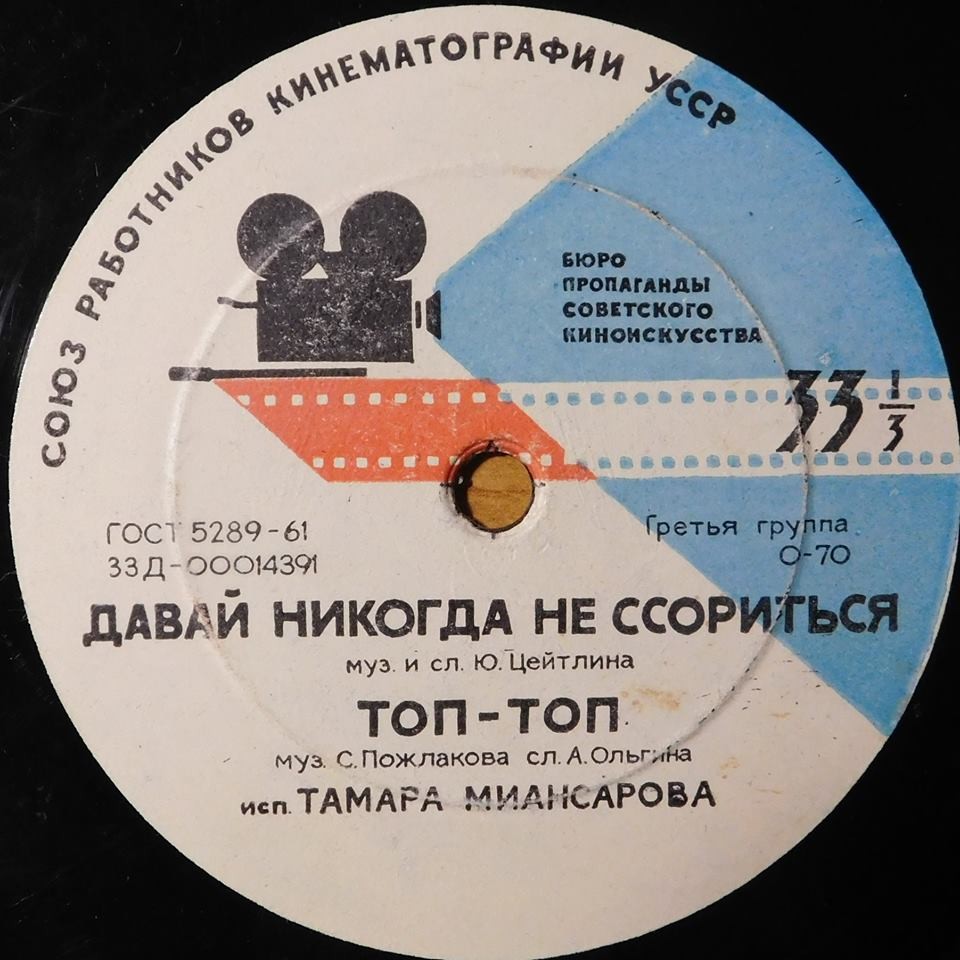 СОЮЗ РАБОТНИКОВ КИНЕМАТОГРАФИИ УССР
БЮРО
ПРОПАГАНДЫ
СОВЕТСКОГО
КИНОИСКУССТВА
33 1/3
ГОСТ 5289-61
33Д-00014391
Третья группа
0-70
ДАВАЙ НИКОГДА НЕ ССОРИТЬСЯ
муз. и сл. Ю. Цейтлина
ТОП-ТОП
муз. С. Пожлакова сл. А. Ольгина
исп. ТАМАРА МИАНСАРОВА